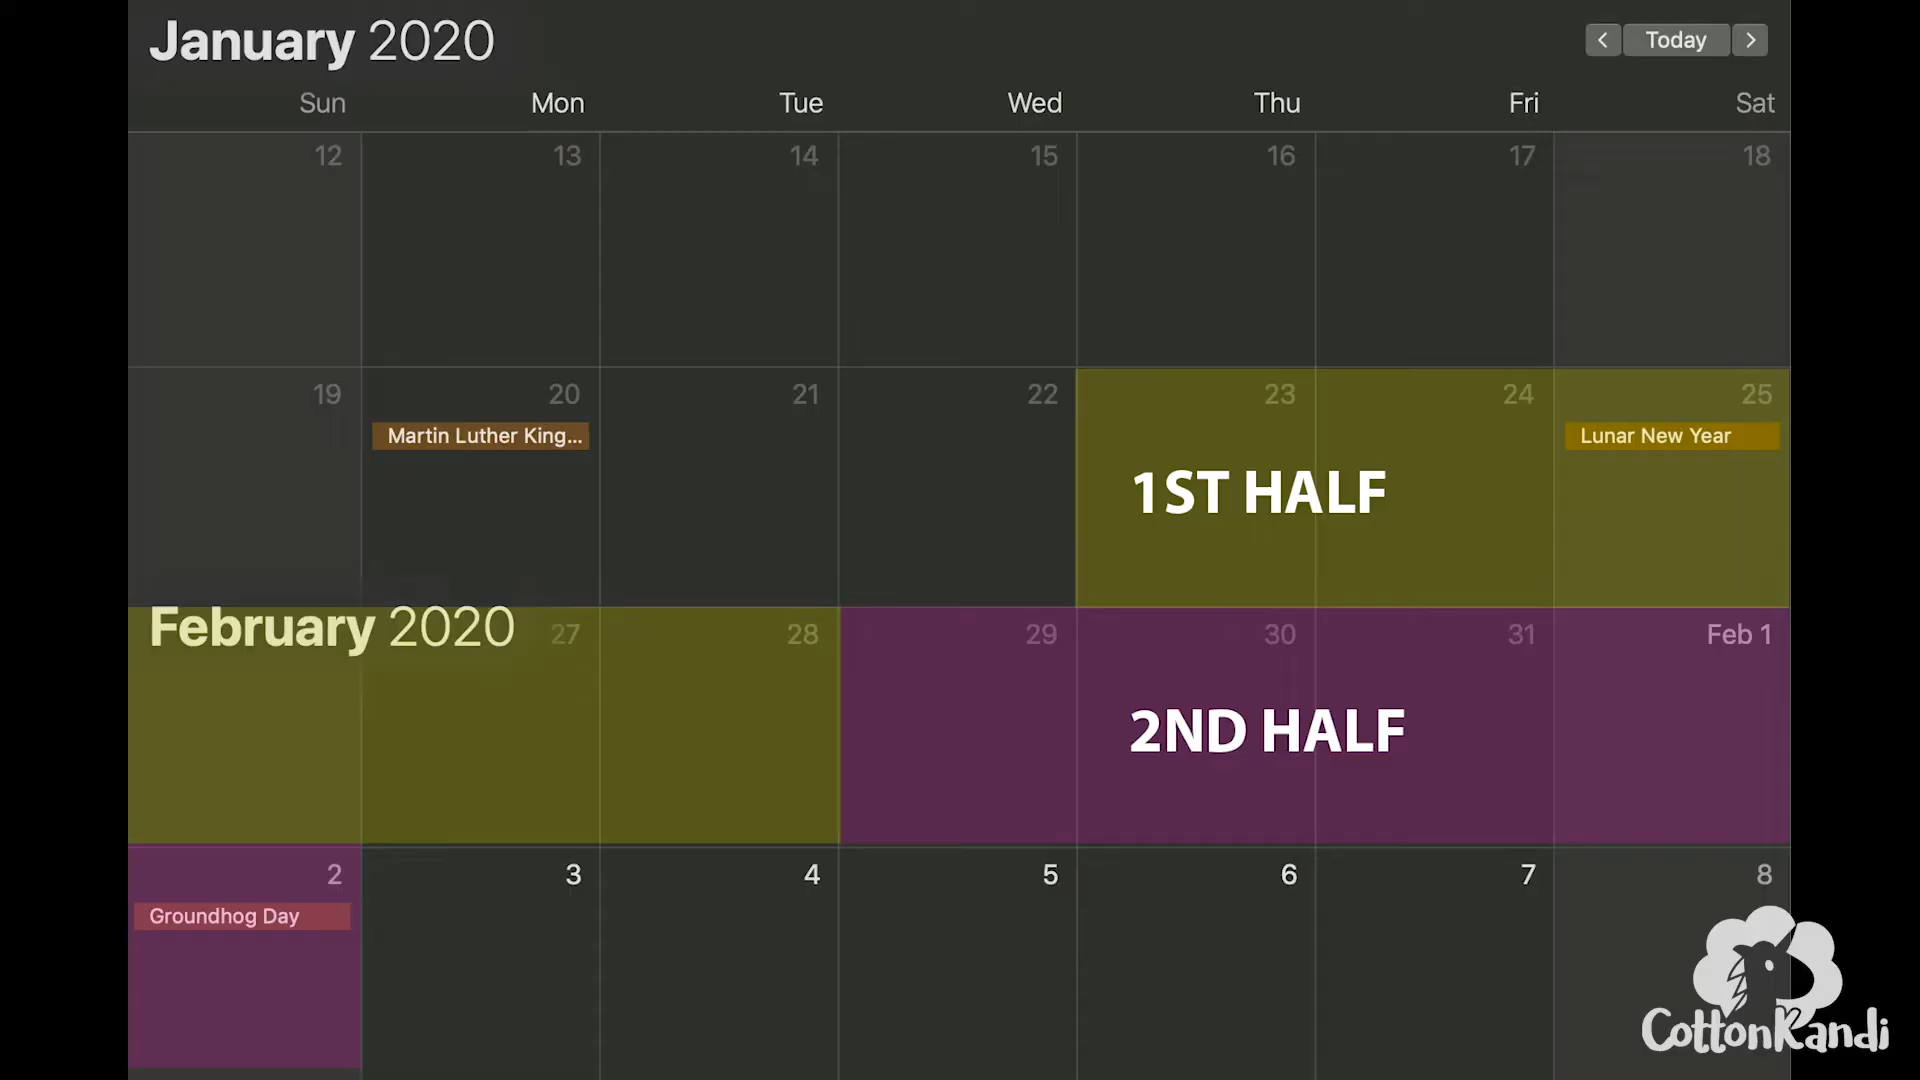 January 2020
< Today >
Sun Mon Tue Wed Thu Fri Sat
12 13 14 15 16 17 18
19 20 21 22 23 24 25
Martin Luther King... Lunar New Year
1ST HALF
February 2020 27 28 29 30 31 Feb 1
2ND HALF
2 3 4 5 6 7 8
Groundhog Day
CottonKandi